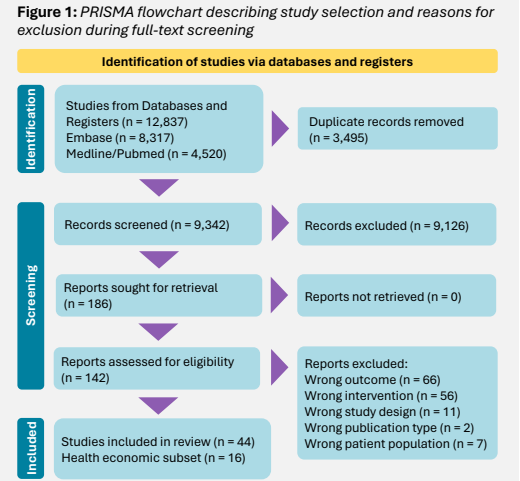 Figure 1: PRISMA flowchart describing study selection and reasons for
exclusion during full-text screening
Identification of studies via databases and registers
Identification
Studies from Databases and
Registers (n = 12,837)
Embase (n = 8,317)
Medline/Pubmed (n = 4,520)
Duplicate records removed
(n = 3,495)
Screening
Records screened (n = 9,342)
Records excluded (n = 9,126)
Reports sought for retrieval
(n = 186)
Reports not retrieved (n = 0)
Reports assessed for eligibility
(n = 142)
Reports excluded:
Wrong outcome (n = 66)
Wrong intervention (n = 56)
Wrong study design (n = 11)
Wrong publication type (n = 2)
Wrong patient population (n = 7)
Included
Studies included in review (n = 44)
Health economic subset (n = 16)